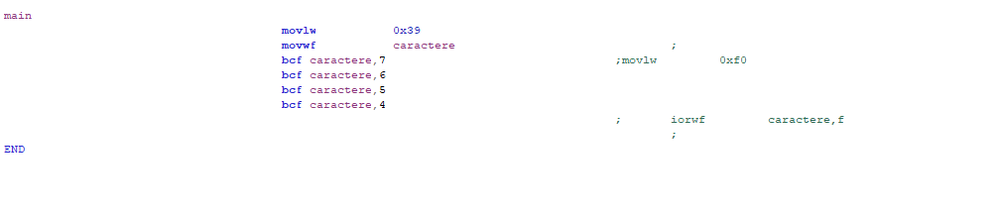 main
movlw 0x39
movwf caractere ;
bcf caractere,7 ;movlw 0xf0
bcf caractere,6
bcf caractere,5
bcf caractere,4
; iorwf caractere,f
;
END